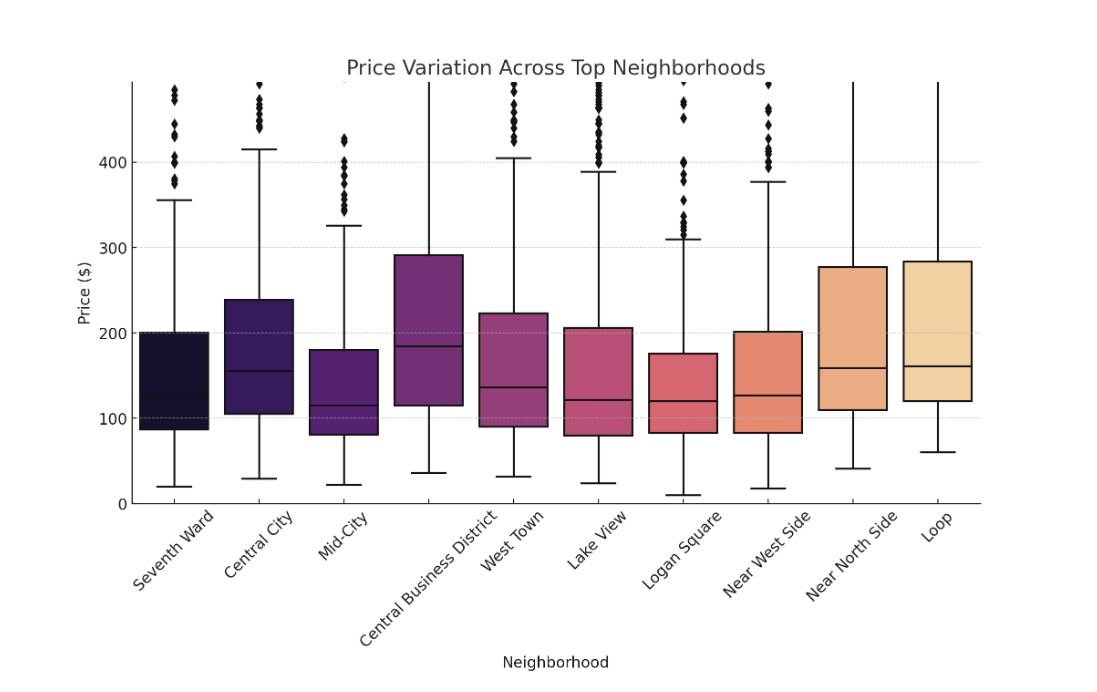 Price Variation Across Top Neighborhoods
Price ($)
400
300
200
100
0
Seventh Ward
Central City
Mid-City
Central Business District
West Town
Lake View
Logan Square
Near West Side
Near North Side
Loop
Neighborhood